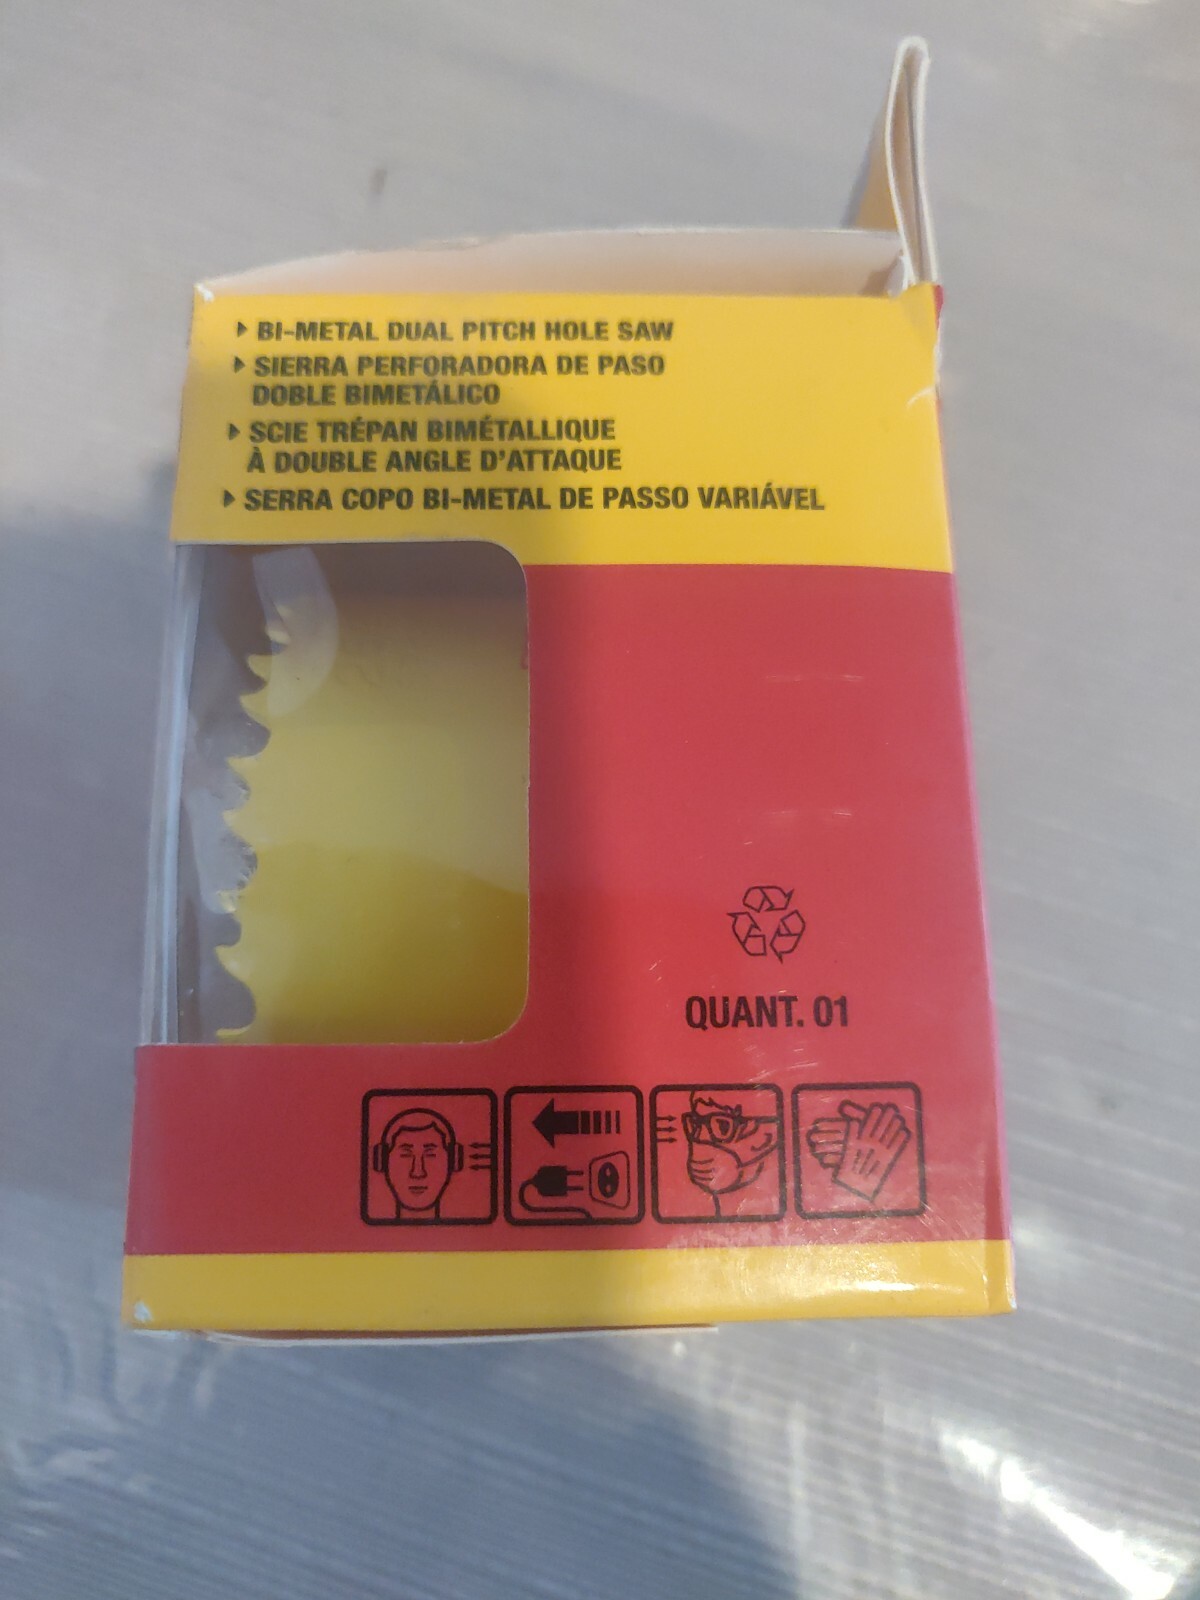 BI-METAL DUAL PITCH HOLE SAW
SIERRA PERFORADORA DE PASO
DOBLE BIMETÁLICO
SCIE TRÉPAN BIMÉTALLIQUE
À DOUBLE ANGLE D'ATTAQUE
SERRA COPO BI-METAL DE PASSO VARIÁVEL
QUANT. 01